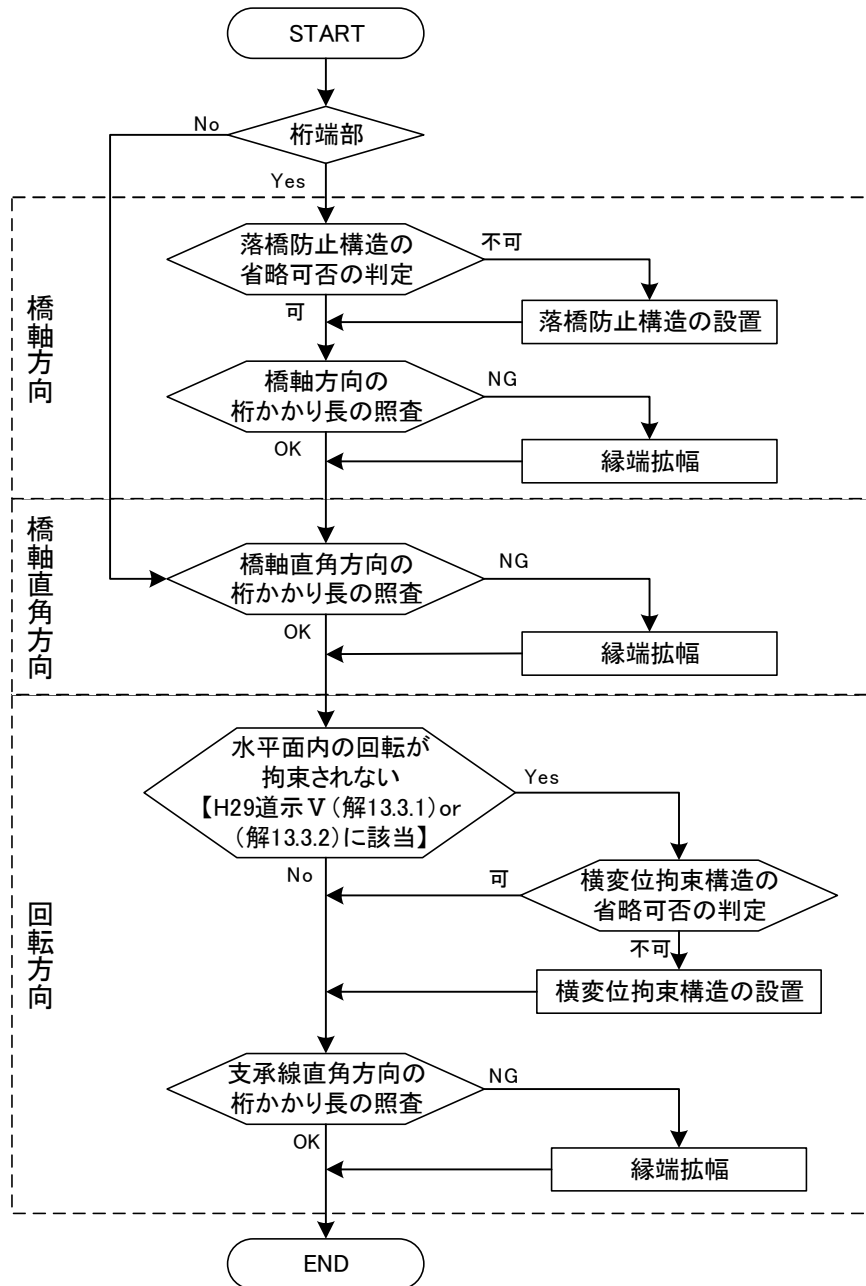 START
桁端部
No
Yes
橋軸方向
落橋防止構造の
省略可否の判定
不可
可
落橋防止構造の設置
橋軸方向の
桁かかり長の照査
NG
OK
縁端拡幅
橋軸直角方向
橋軸直角方向の
桁かかり長の照査
NG
OK
縁端拡幅
回転方向
水平面内の回転が
拘束されない
【H29道示Ⅴ(解13.3.1)or
(解13.3.2)に該当】
Yes
No
可
横変位拘束構造の
省略可否の判定
不可
横変位拘束構造の設置
支承線直角方向の
桁かかり長の照査
NG
OK
縁端拡幅
END